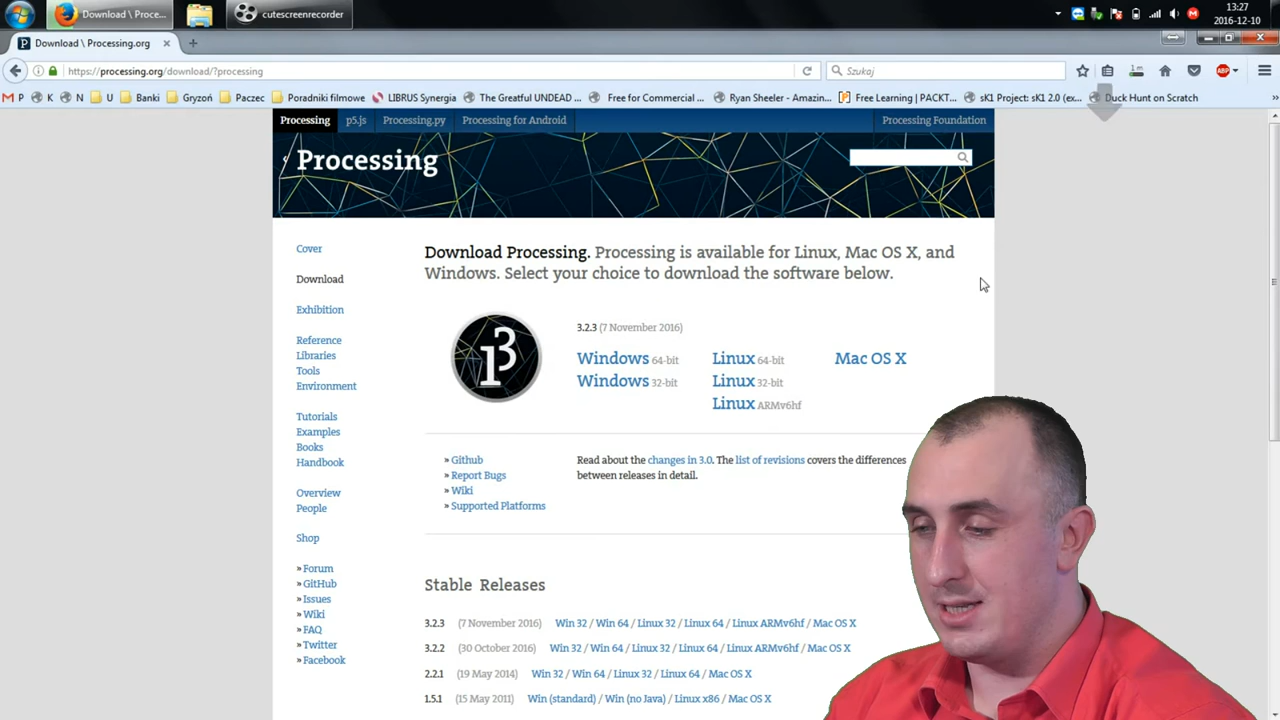 Download \ Proce...
cutescreenrecorder
13:27
2016-12-10
Download \ Processing.org
https://processing.org/download/?processing
Szukaj
P
K
N
U
Banki
Gryzoń
Paczec
Poradniki filmowe
LIBRUS Synergia
The Greatful UNDEAD ...
Free for Commercial ...
Ryan Sheeler - Amazin...
Free Learning | PACKT...
sK1 Project: sK1 2.0 (ex...
Duck Hunt on Scratch
Processing
p5.js
Processing.py
Processing for Android
Processing Foundation
Processing
Cover
Download
Exhibition
Reference
Libraries
Tools
Environment
Tutorials
Examples
Books
Handbook
Overview
People
Shop
» Forum
» GitHub
» Issues
» Wiki
» FAQ
» Twitter
» Facebook
Download Processing. Processing is available for Linux, Mac OS X, and
Windows. Select your choice to download the software below.
3.2.3 (7 November 2016)
Windows 64-bit
Linux 64-bit
Mac OS X
Windows 32-bit
Linux 32-bit
Linux ARMv6hf
» Github
» Report Bugs
» Wiki
» Supported Platforms
Read about the changes in 3.0. The list of revisions covers the differences
between releases in detail.
Stable Releases
3.2.3 (7 November 2016) Win 32 / Win 64 / Linux 32 / Linux 64 / Linux ARMv6hf / Mac OS X
3.2.2 (30 October 2016) Win 32 / Win 64 / Linux 32 / Linux 64 / Linux ARMv6hf / Mac OS X
2.2.1 (19 May 2014) Win 32 / Win 64 / Linux 32 / Linux 64 / Mac OS X
1.5.1 (15 May 2011) Win (standard) / Win (no Java) / Linux x86 / Mac OS X